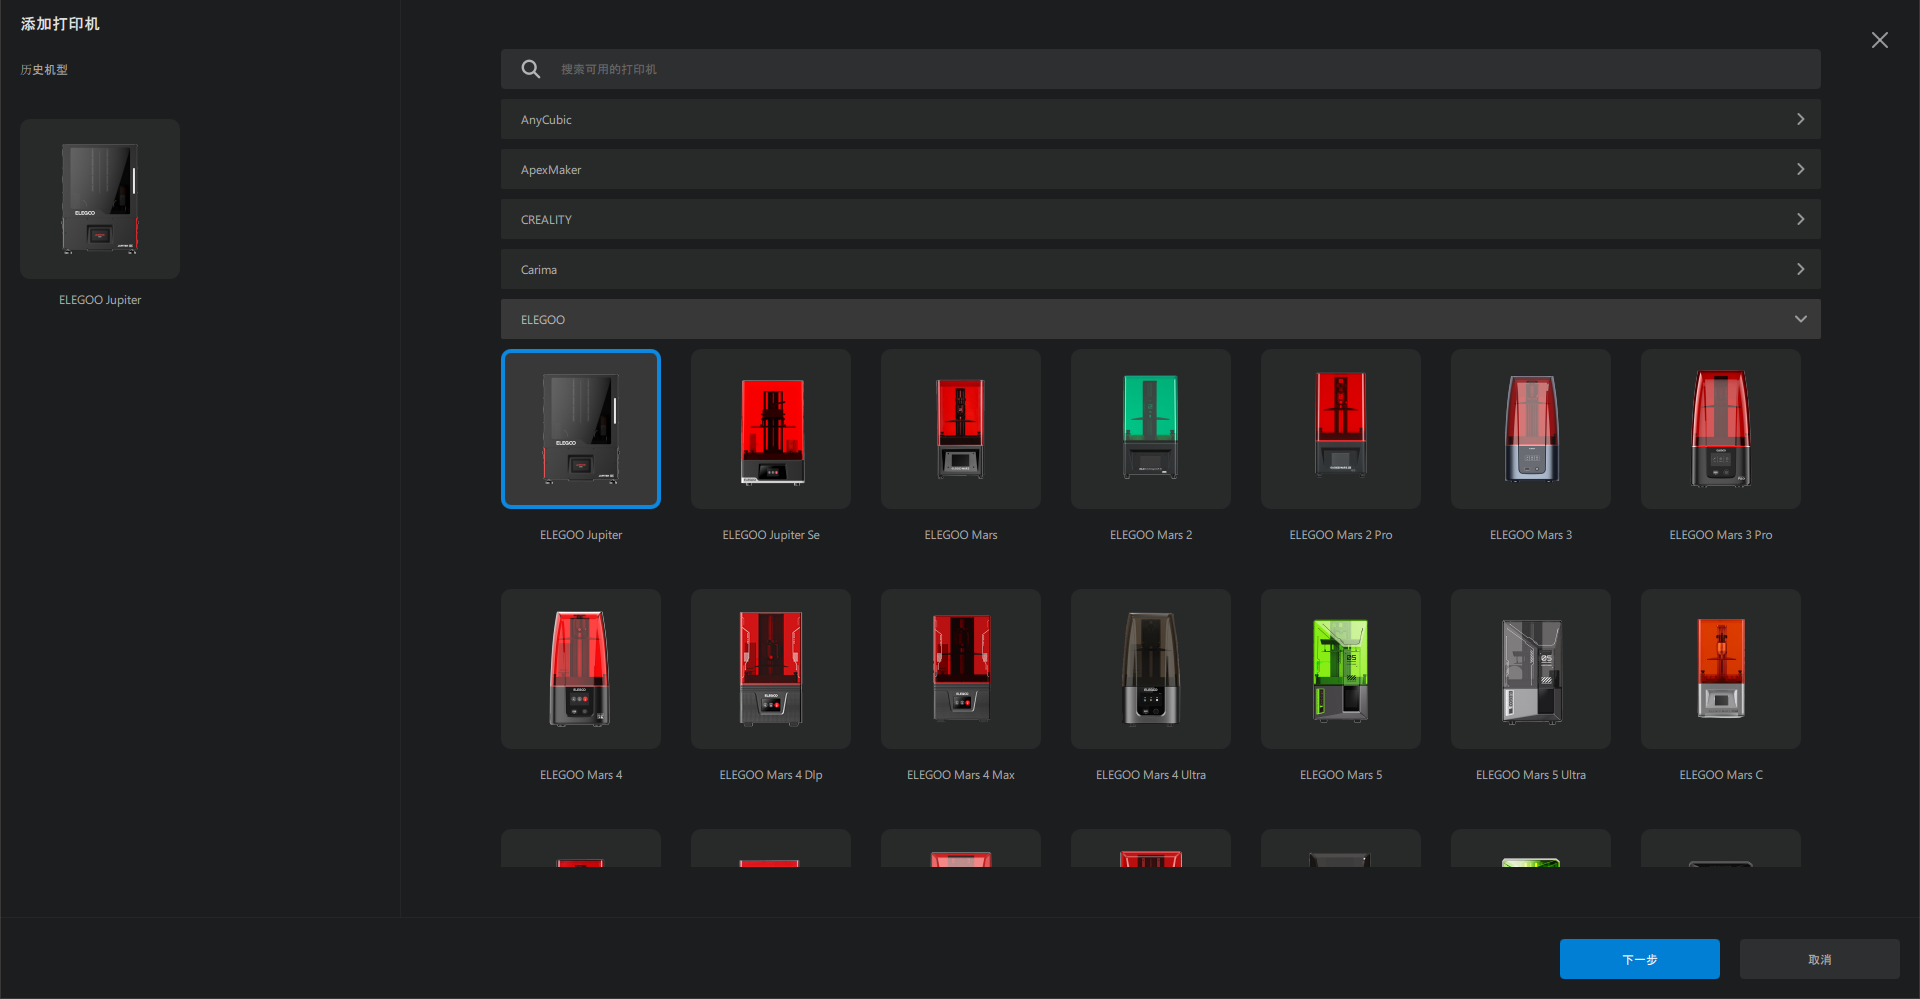 添加打印机
历史机型
ELEGOO Jupiter
搜索可用的打印机
AnyCubic
ApexMaker
CREALITY
Carima
ELEGOO
ELEGOO Jupiter
ELEGOO Jupiter Se
ELEGOO Mars
ELEGOO Mars 2
ELEGOO Mars 2 Pro
ELEGOO Mars 3
ELEGOO Mars 3 Pro
ELEGOO Mars 4
ELEGOO Mars 4 Dlp
ELEGOO Mars 4 Max
ELEGOO Mars 4 Ultra
ELEGOO Mars 5
ELEGOO Mars 5 Ultra
ELEGOO Mars C
下一步
取消